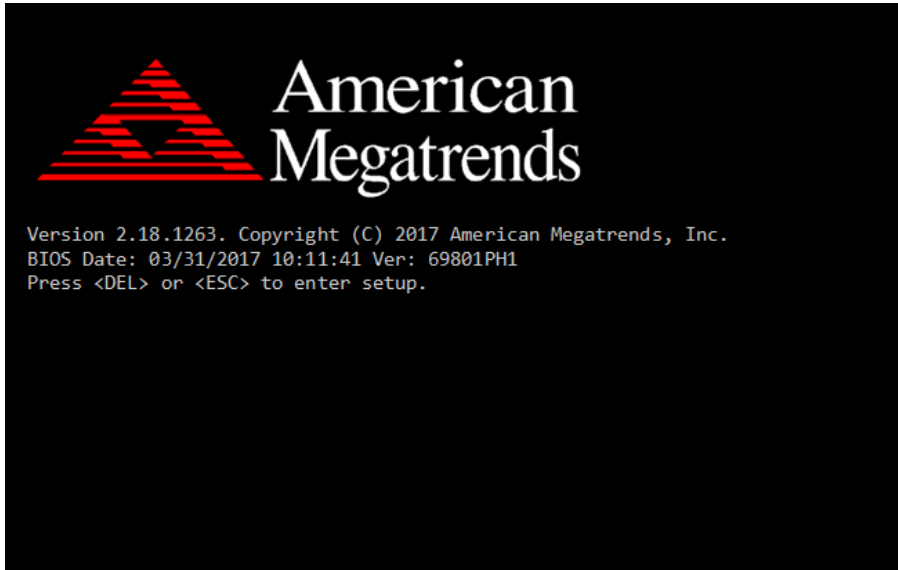 American
Megatrends
Version 2.18.1263. Copyright (C) 2017 American Megatrends, Inc.
BIOS Date: 03/31/2017 10:11:41 Ver: 69801PH1
Press <DEL> or <ESC> to enter setup.